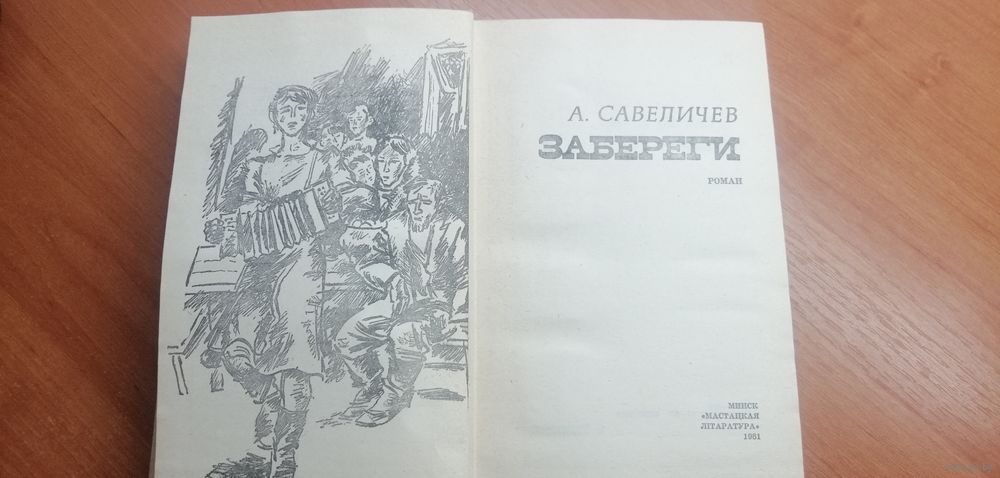 А. САВЕЛИЧЕВ
ЗАБЕРЕГИ
РОМАН
МИНСК
«МАСТАЦКАЯ
ЛІТАРАТУРА»
1981